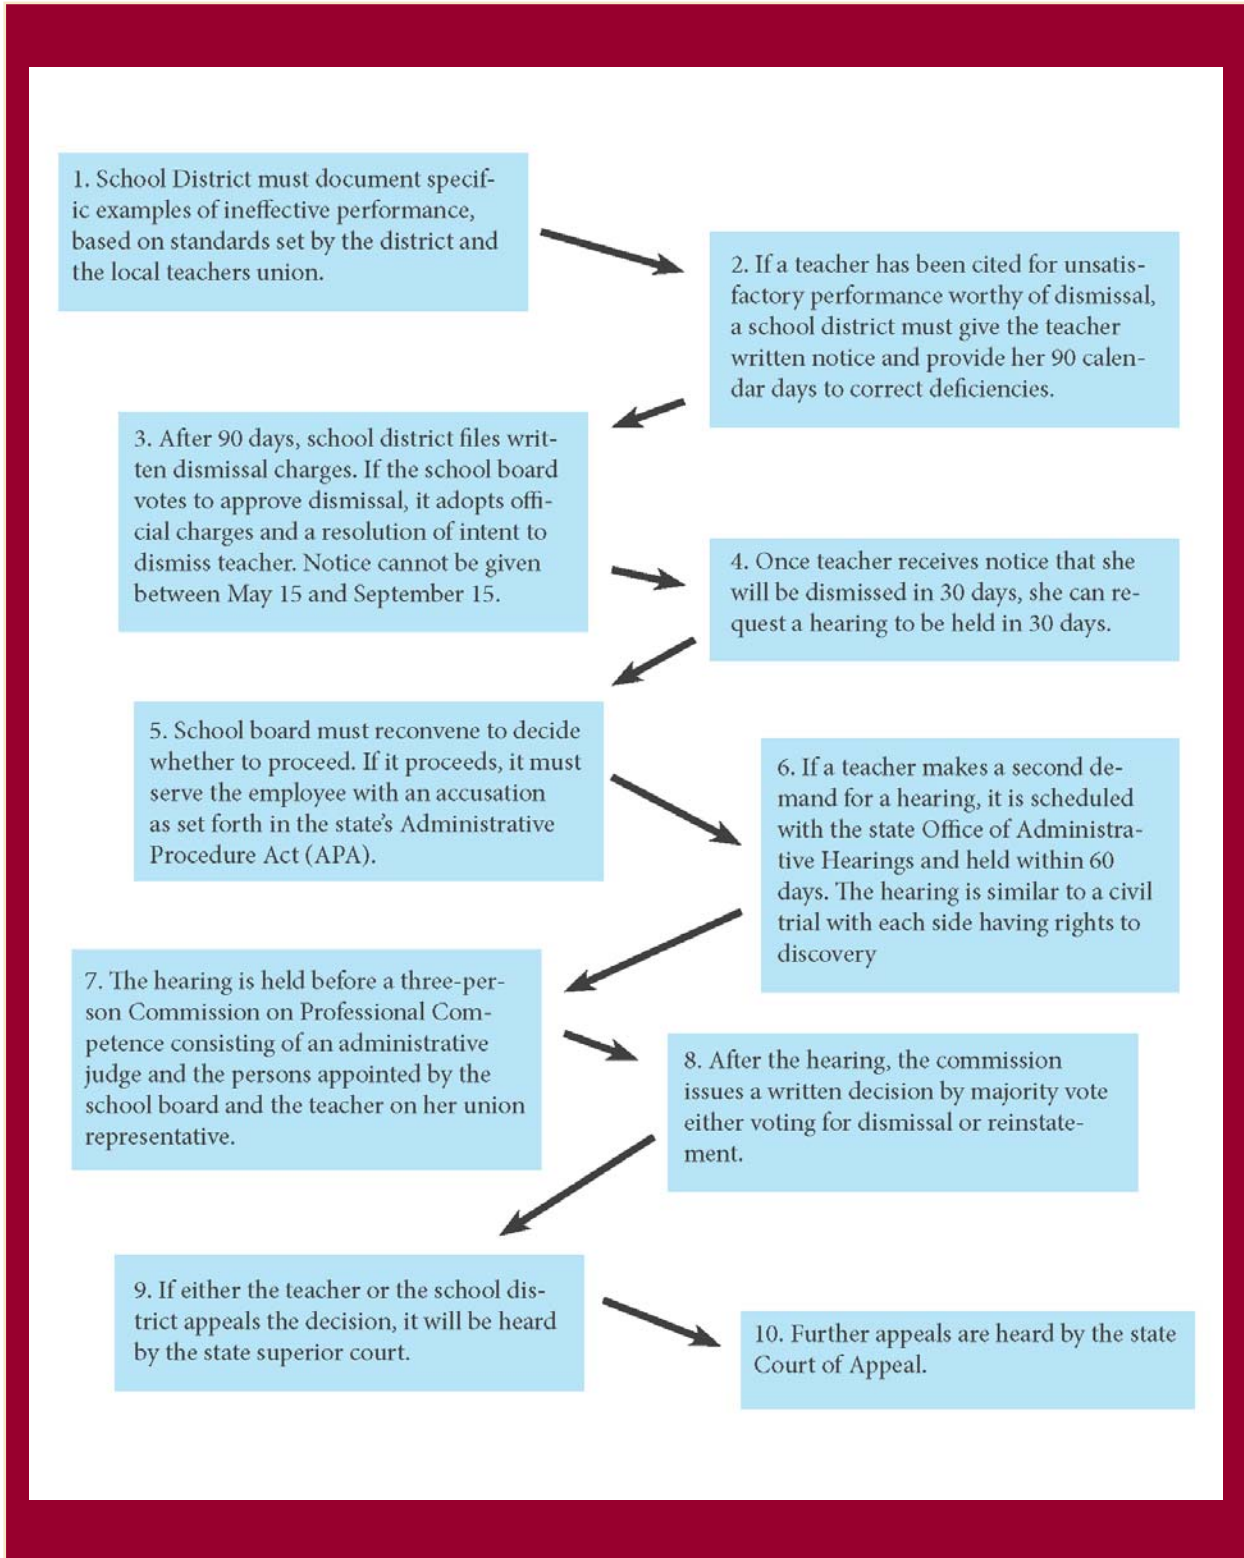 1. School District must document specif-
ic examples of ineffective performance,
based on standards set by the district and
the local teachers union.
2. If a teacher has been cited for unsatis-
factory performance worthy of dismissal,
a school district must give the teacher
written notice and provide her 90 calen-
dar days to correct deficiencies.
3. After 90 days, school district files writ-
ten dismissal charges. If the school board
votes to approve dismissal, it adopts offi-
cial charges and a resolution of intent to
dismiss teacher. Notice cannot be given
between May 15 and September 15.
4. Once teacher receives notice that she
will be dismissed in 30 days, she can re-
quest a hearing to be held in 30 days.
5. School board must reconvene to decide
whether to proceed. If it proceeds, it must
serve the employee with an accusation
as set forth in the state's Administrative
Procedure Act (APA).
6. If a teacher makes a second de-
mand for a hearing, it is scheduled
with the state Office of Administra-
tive Hearings and held within 60
days. The hearing is similar to a civil
trial with each side having rights to
discovery
7. The hearing is held before a three-per-
son Commission on Professional Com-
petence consisting of an administrative
judge and the persons appointed by the
school board and the teacher on her union
representative.
8. After the hearing, the commission
issues a written decision by majority vote
either voting for dismissal or reinstate-
ment.
9. If either the teacher or the school dis-
trict appeals the decision, it will be heard
by the state superior court.
10. Further appeals are heard by the state
Court of Appeal.